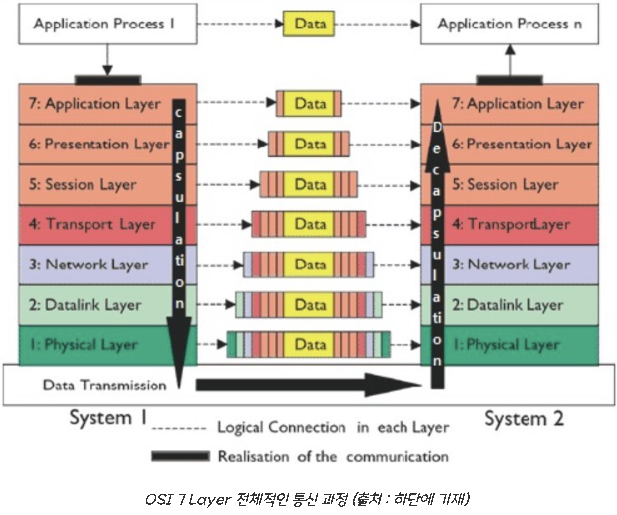 Application Process 1
Data
Application Process n
7: Application Layer
Data
7: Application Layer
6: Presentation Layer
Data
6: Presentation Layer
5: Session Layer
Data
5: Session Layer
4: Transport Layer
Data
4: TransportLayer
3: Network Layer
Data
3: Network Layer
2: Datalink Layer
Data
2: Datalink Layer
1: Physical Layer
Data
1: Physical Layer
capsulation
Decapsulation
Data Transmission
System 1
System 2
Logical Connection in each Layer
Realisation of the communication
OSI 7 Layer 전체적인 통신 과정 (출처 : 하단에 기재)